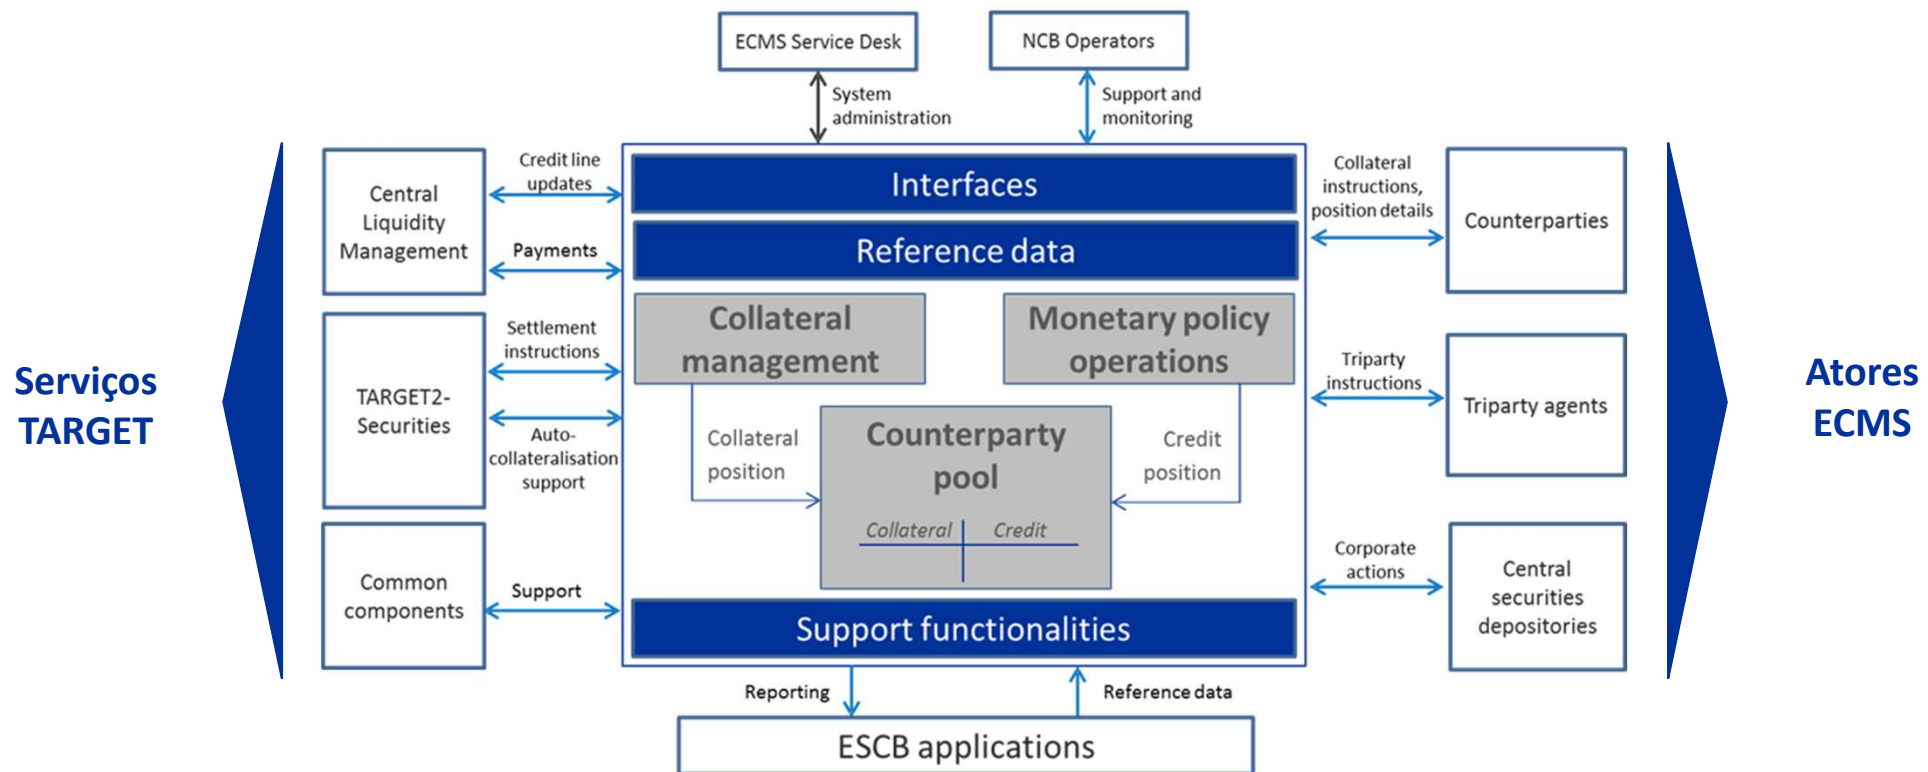 ECMS Service Desk
NCB Operators
System
administration
Support and
monitoring
Serviços
TARGET
Central
Liquidity
Management
Credit line
updates
Payments
TARGET2-
Securities
Settlement
instructions
Auto-
collateralisation
support
Common
components
Support
Interfaces
Reference data
Collateral
management
Monetary policy
operations
Collateral
position
Counterparty
pool
Collateral
Credit
Credit
position
Support functionalities
Collateral
instructions,
position details
Counterparties
Triparty
instructions
Triparty agents
Corporate
actions
Central
securities
depositories
Atores
ECMS
Reporting
Reference data
ESCB applications